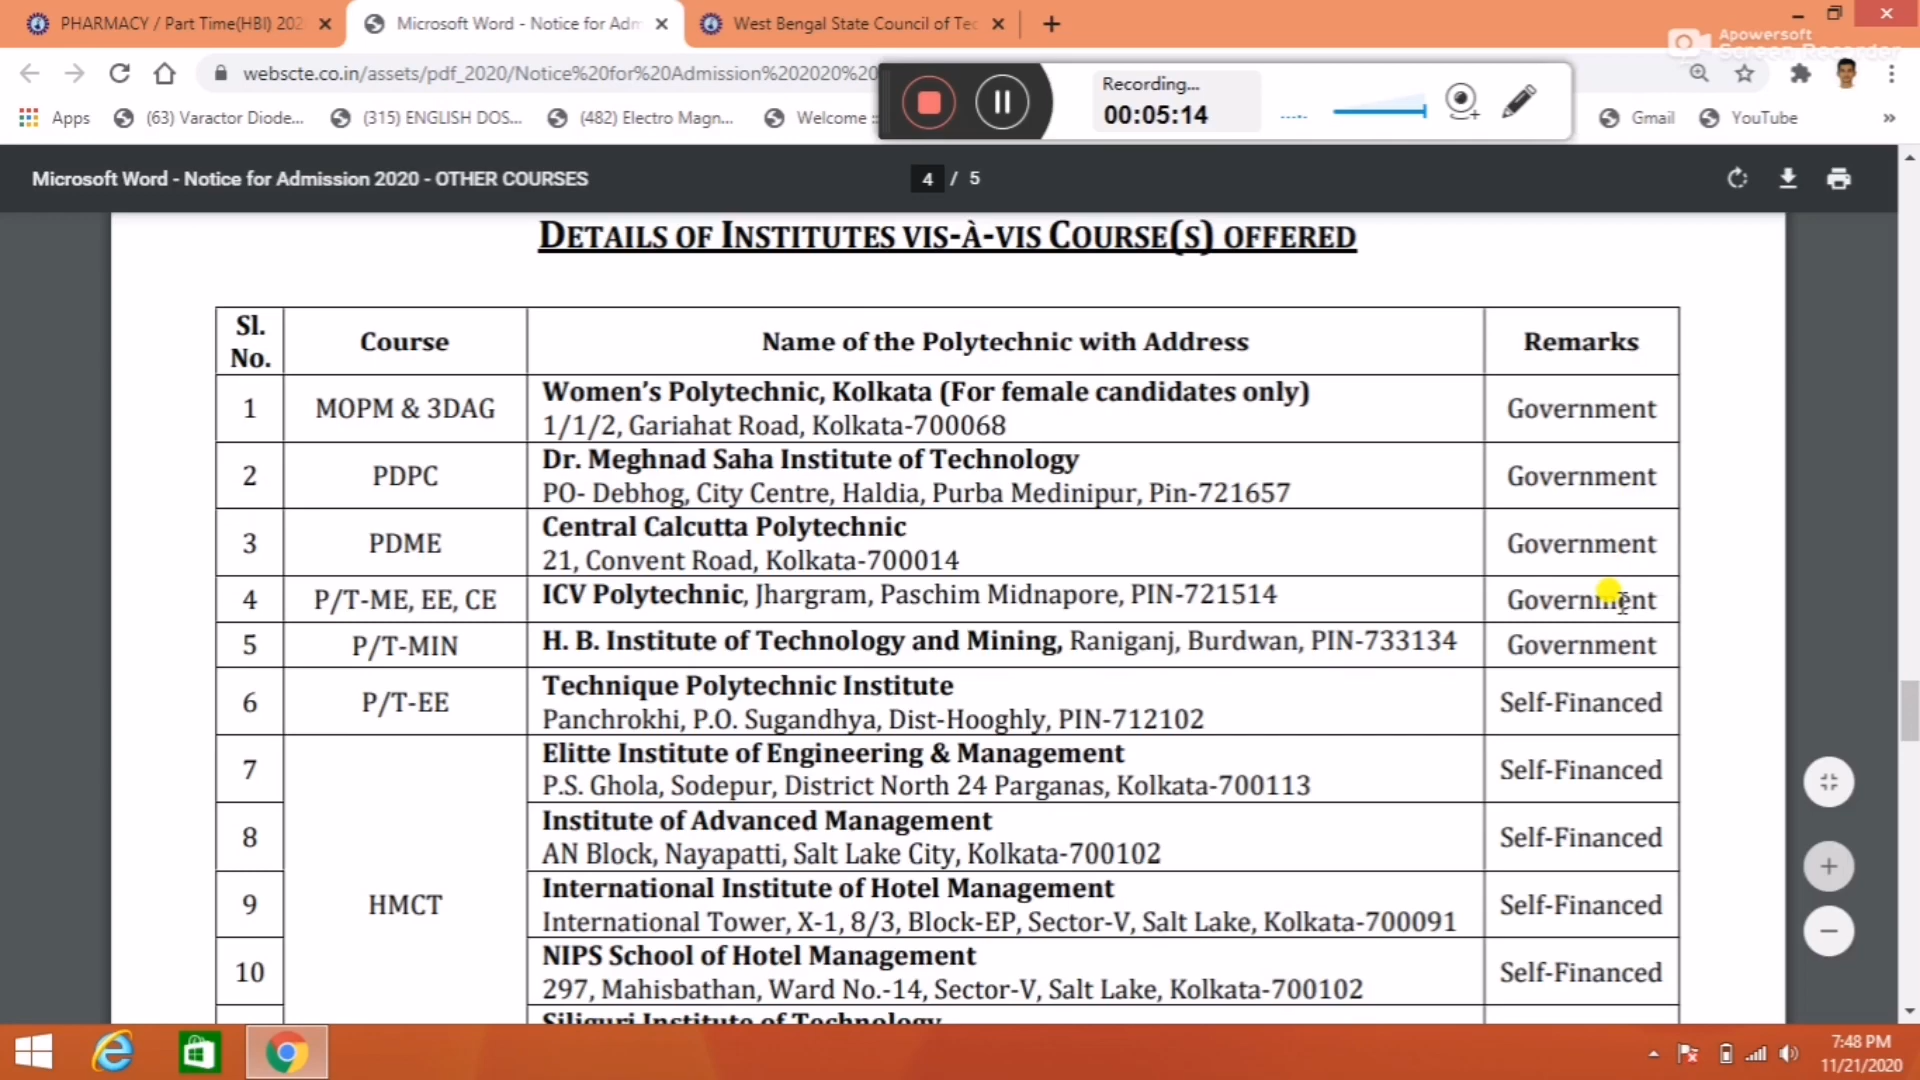 PHARMACY / Part Time(HBI) 202
Microsoft Word - Notice for Adm
West Bengal State Council of Tec
Apowersoft
Screen Recorder
webscte.co.in/assets/pdf_2020/Notice%20for%20Admission%202020%20
Recording...
00:05:14
Apps
(63) Varactor Diode...
(315) ENGLISH DOS...
(482) Electro Magn...
Welcome ::
Gmail
YouTube
»
Microsoft Word - Notice for Admission 2020 - OTHER COURSES
4 / 5
DETAILS OF INSTITUTES VIS-À-VIS COURSE(S) OFFERED
Sl. No. Course Name of the Polytechnic with Address Remarks
1 MOPM & 3DAG Women's Polytechnic, Kolkata (For female candidates only) Government
1/1/2, Gariahat Road, Kolkata-700068
2 PDPC Dr. Meghnad Saha Institute of Technology Government
PO- Debhog, City Centre, Haldia, Purba Medinipur, Pin-721657
3 PDME Central Calcutta Polytechnic Government
21, Convent Road, Kolkata-700014
4 P/T-ME, EE, CE ICV Polytechnic, Jhargram, Paschim Midnapore, PIN-721514 Government
5 P/T-MIN H. B. Institute of Technology and Mining, Raniganj, Burdwan, PIN-733134 Government
6 P/T-EE Technique Polytechnic Institute Self-Financed
Panchrokhi, P.O. Sugandhya, Dist-Hooghly, PIN-712102
7 Elitte Institute of Engineering & Management Self-Financed
P.S. Ghola, Sodepur, District North 24 Parganas, Kolkata-700113
8 Institute of Advanced Management Self-Financed
AN Block, Nayapatti, Salt Lake City, Kolkata-700102
9 HMCT International Institute of Hotel Management Self-Financed
International Tower, X-1, 8/3, Block-EP, Sector-V, Salt Lake, Kolkata-700091
10 NIPS School of Hotel Management Self-Financed
297, Mahisbathan, Ward No.-14, Sector-V, Salt Lake, Kolkata-700102
Siliguri Institute of Technology
7:48 PM
11/21/2020